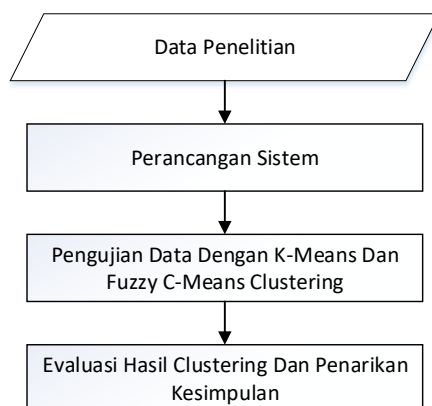 Data Penelitian
Perancangan Sistem
Pengujian Data Dengan K-Means Dan
Fuzzy C-Means Clustering
Evaluasi Hasil Clustering Dan Penarikan
Kesimpulan